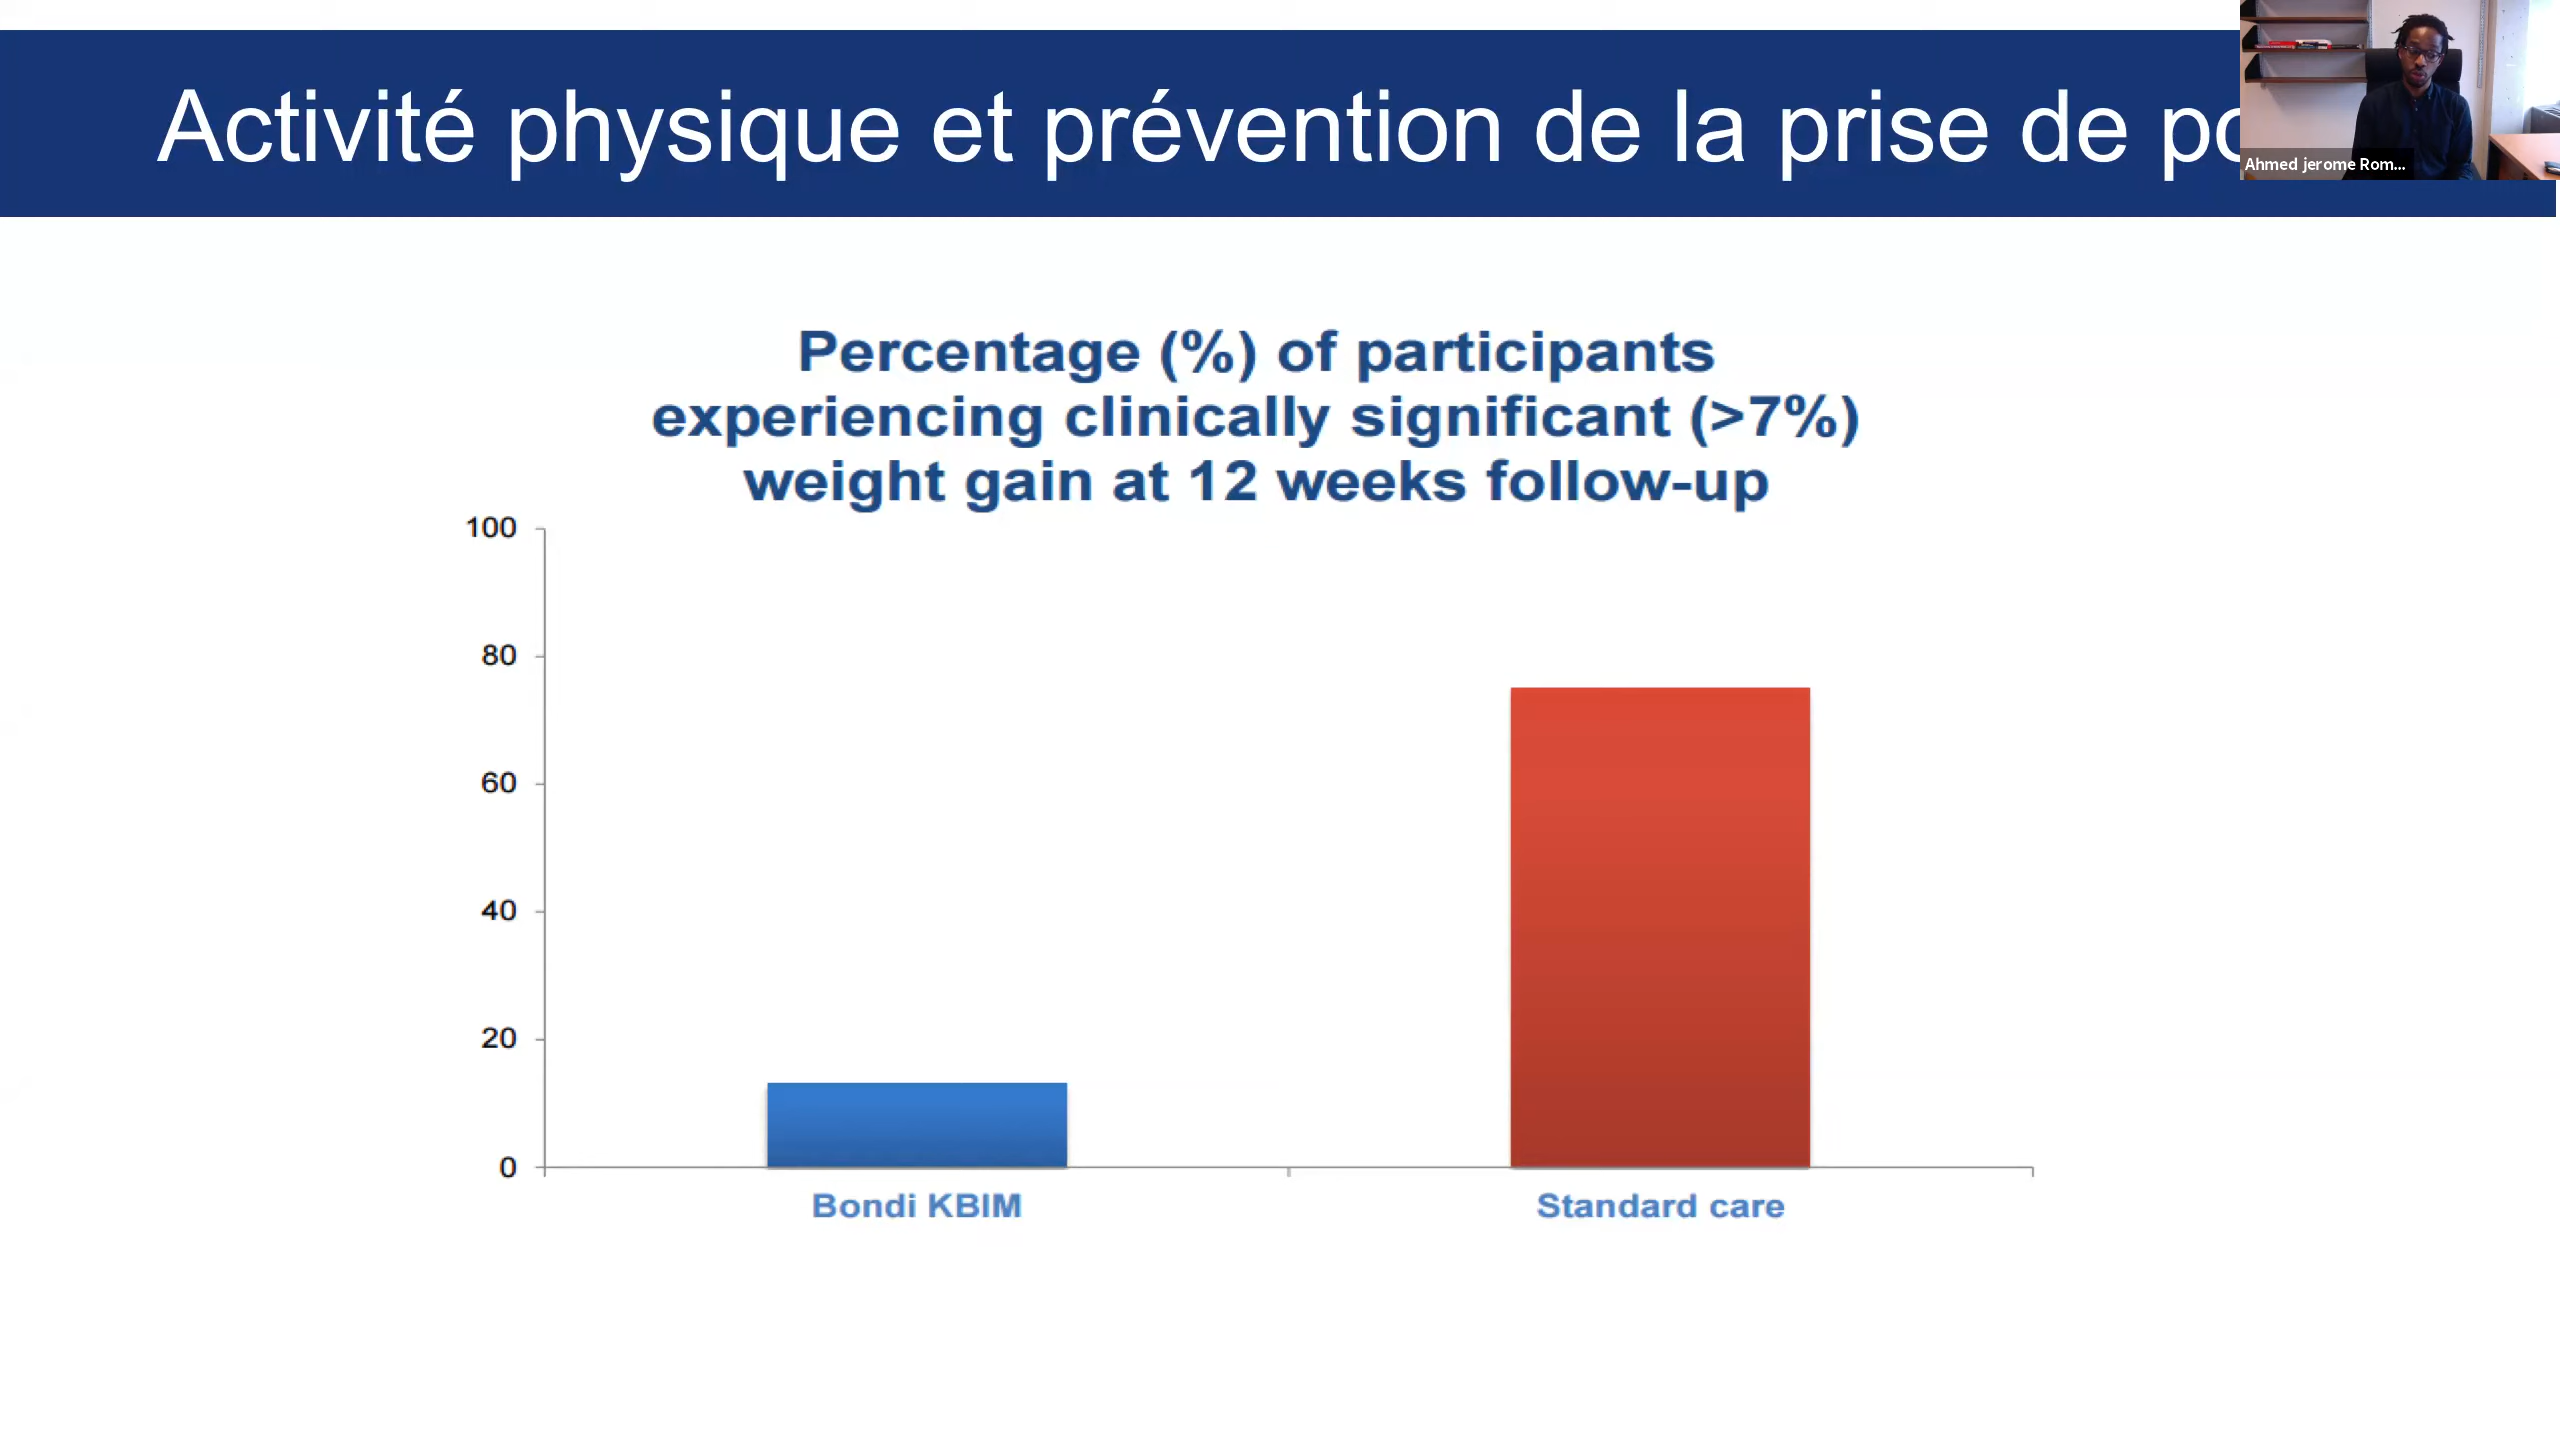 Activité physique et prévention de la prise de
Ahmed jerome Rom...
Percentage (%) of participants
experiencing clinically significant (>7%)
weight gain at 12 weeks follow-up
100
80
60
40
20
0
Bondi KBIM
Standard care